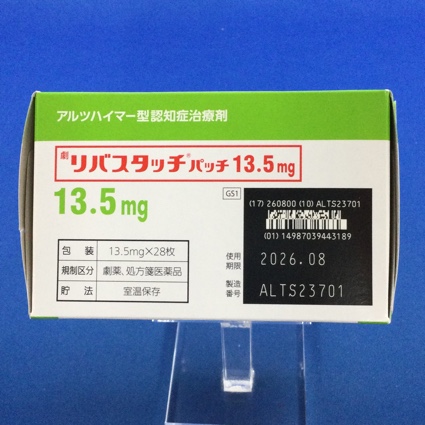 アルツハイマー型認知症治療剤
劇 リバスタッチ®パッチ 13.5mg
13.5mg
GS1
(17) 260800 (10) ALTS23701
(01) 14987039443189
使用期限 2026.08
製造番号 ALTS23701
包装 13.5mg×28枚
規制区分 劇薬、処方箋医薬品
貯法 室温保存